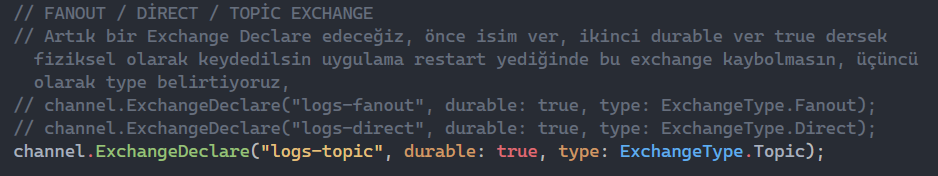 // FANOUT / DİRECT / TOPİC EXCHANGE
// Artık bir Exchange Declare edeceğiz, önce isim ver, ikinci durable ver true dersek
fiziksel olarak keydedilsin uygulama restart yediğinde bu exchange kaybolmasın, üçüncü
olarak type belirtiyoruz,
// channel.ExchangeDeclare("logs-fanout", durable: true, type: ExchangeType.Fanout);
// channel.ExchangeDeclare("logs-direct", durable: true, type: ExchangeType.Direct);
channel.ExchangeDeclare("logs-topic", durable: true, type: ExchangeType.Topic);